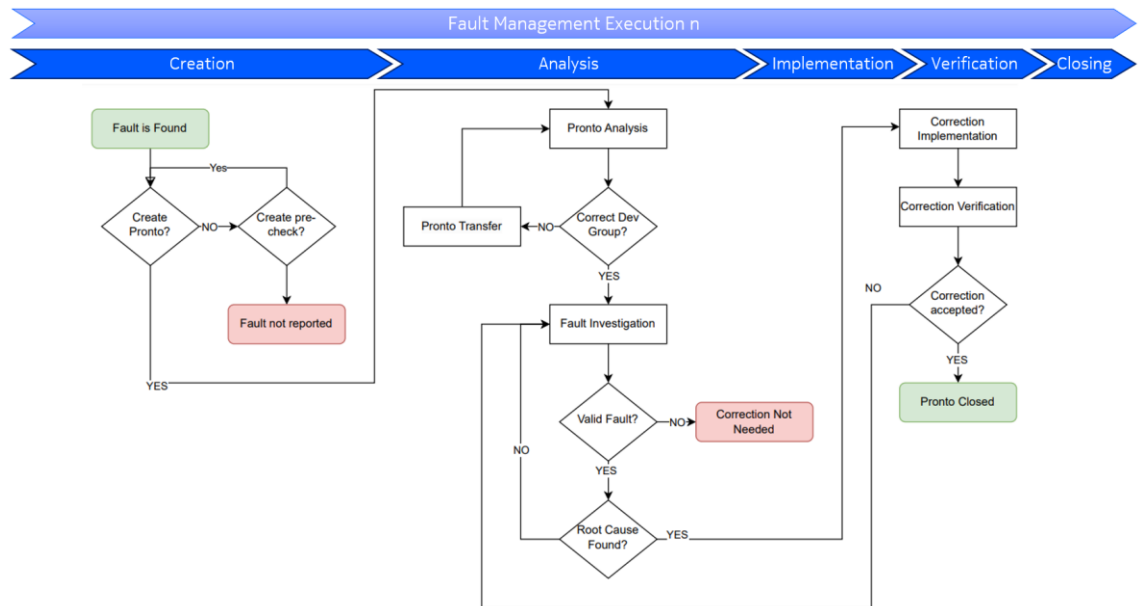 Fault Management Execution n
Creation
Analysis
Implementation
Verification
Closing
Fault is Found
Yes
Create
Pronto?
NO
Create pre-
check?
Fault not reported
YES
Pronto Analysis
Pronto Transfer
NO
Correct Dev
Group?
YES
Fault Investigation
Valid Fault?
NO
Correction Not
Needed
NO
YES
Root Cause
Found?
YES
Correction
Implementation
Correction Verification
NO
Correction
accepted?
YES
Pronto Closed